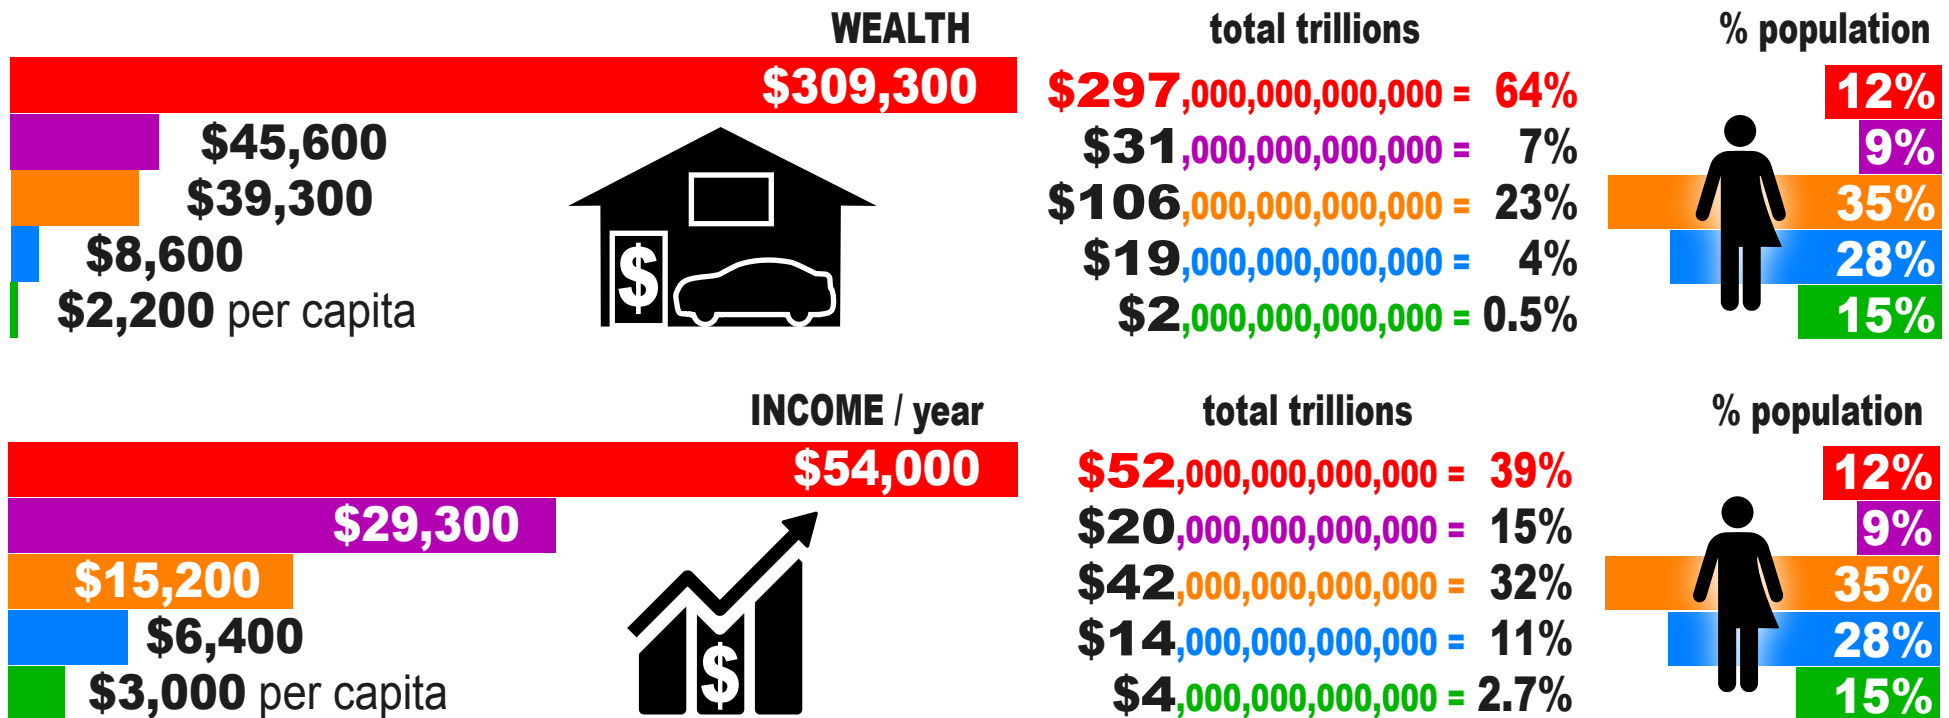 WEALTH total trillions % population
$309,300 $297,000,000,000,000 = 64% 12%
$45,600 $31,000,000,000,000 = 7% 9%
$39,300 $106,000,000,000,000 = 23% 35%
$8,600 $19,000,000,000,000 = 4% 28%
$2,200 per capita $ $2,000,000,000,000 = 0.5% 15%
INCOME / year total trillions % population
$54,000 $52,000,000,000,000 = 39% 12%
$29,300 $20,000,000,000,000 = 15% 9%
$15,200 $42,000,000,000,000 = 32% 35%
$6,400 $14,000,000,000,000 = 11% 28%
$3,000 per capita $ $4,000,000,000,000 = 2.7% 15%